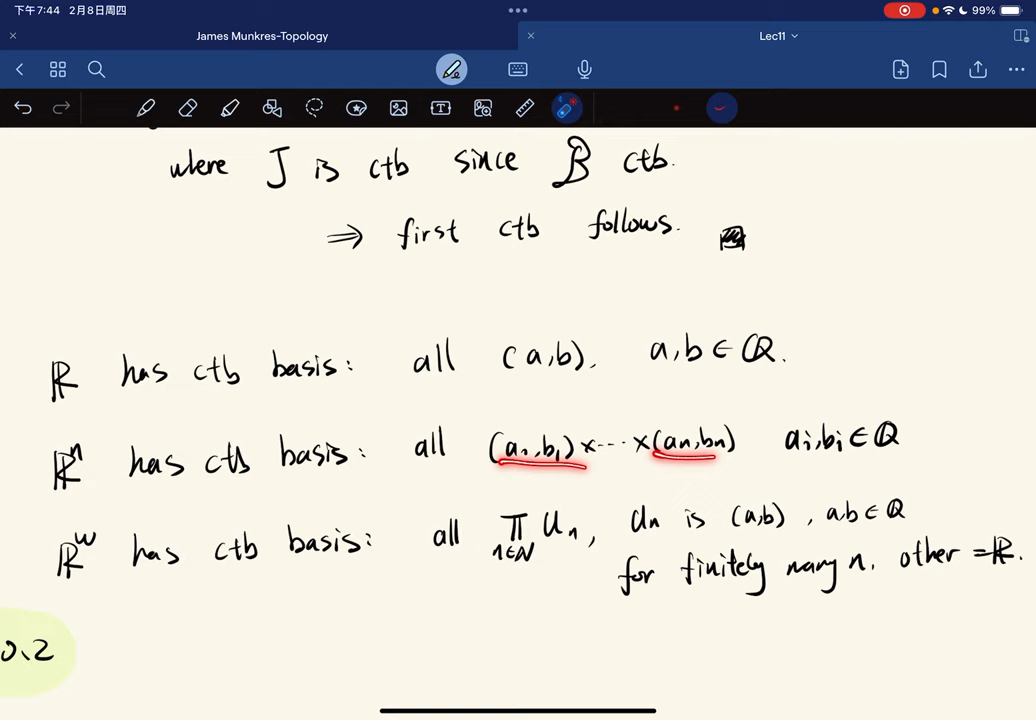 下午7:44 2月8日周四
99%
James Munkres-Topology
Lec11
where J is ctb since B ctb.
⇒ first ctb follows.
ℝ has ctb basis: all (a,b), a,b ∈ ℚ.
ℝⁿ has ctb basis: all (a₁,b₁)×···×(an,bn) ai,bi ∈ ℚ
ℝ^ω has ctb basis: all ∏ Un, Un is (a,b), a,b ∈ ℚ
n∈ℕ
for finitely many n. other =ℝ.
0.2